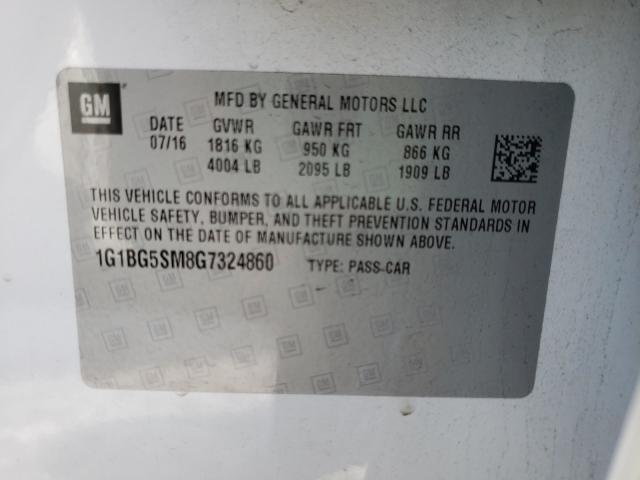 GM
MFD BY GENERAL MOTORS LLC
DATE GVWR GAWR FRT GAWR RR
07/16 1816 KG 950 KG 866 KG
4004 LB 2095 LB 1909 LB
THIS VEHICLE CONFORMS TO ALL APPLICABLE U.S. FEDERAL MOTOR
VEHICLE SAFETY, BUMPER, AND THEFT PREVENTION STANDARDS IN
EFFECT ON THE DATE OF MANUFACTURE SHOWN ABOVE.
1G1BG5SM8G7324860 TYPE: PASS-CAR